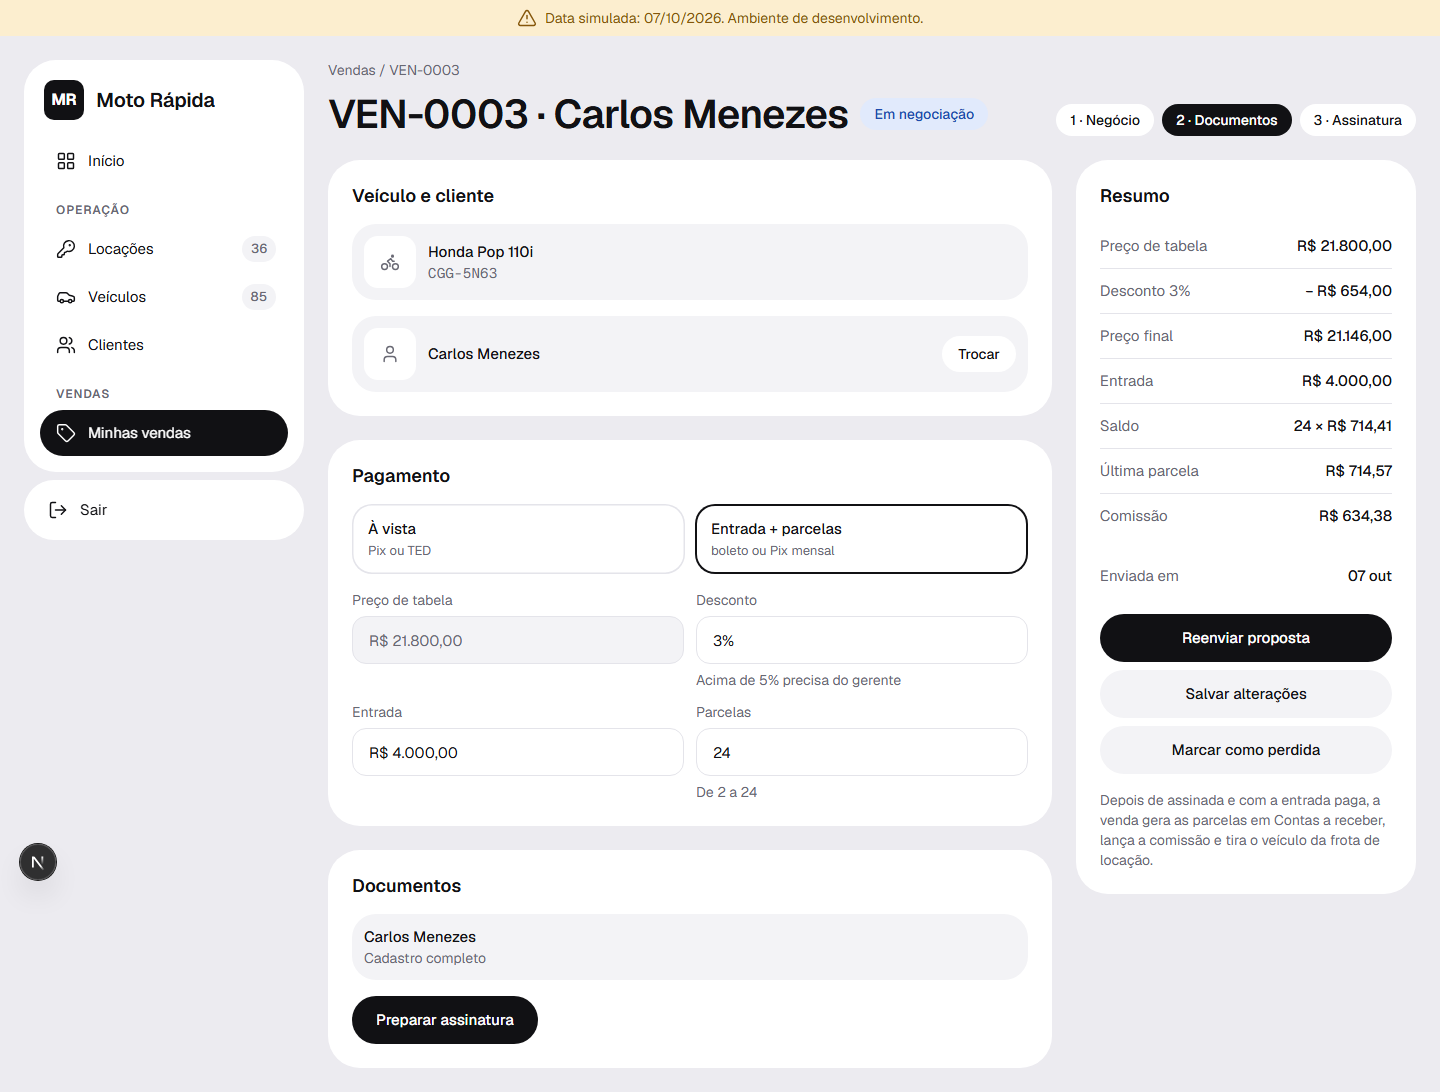 Data simulada: 07/10/2026. Ambiente de desenvolvimento.
MR
Moto Rápida
Início
OPERAÇÃO
Locações
36
Veículos
85
Clientes
VENDAS
Minhas vendas
Sair
N
Vendas / VEN-0003
VEN-0003 · Carlos Menezes
Em negociação
1 · Negócio
2 · Documentos
3 · Assinatura
Veículo e cliente
Honda Pop 110i
CGG-5N63
Carlos Menezes
Trocar
Pagamento
À vista
Pix ou TED
Entrada + parcelas
boleto ou Pix mensal
Preço de tabela
R$ 21.800,00
Desconto
3%
Acima de 5% precisa do gerente
Entrada
R$ 4.000,00
Parcelas
24
De 2 a 24
Documentos
Carlos Menezes
Cadastro completo
Preparar assinatura
Resumo
Preço de tabela
R$ 21.800,00
Desconto 3%
– R$ 654,00
Preço final
R$ 21.146,00
Entrada
R$ 4.000,00
Saldo
24 × R$ 714,41
Última parcela
R$ 714,57
Comissão
R$ 634,38
Enviada em
07 out
Reenviar proposta
Salvar alterações
Marcar como perdida
Depois de assinada e com a entrada paga, a
venda gera as parcelas em Contas a receber,
lança a comissão e tira o veículo da frota de
locação.